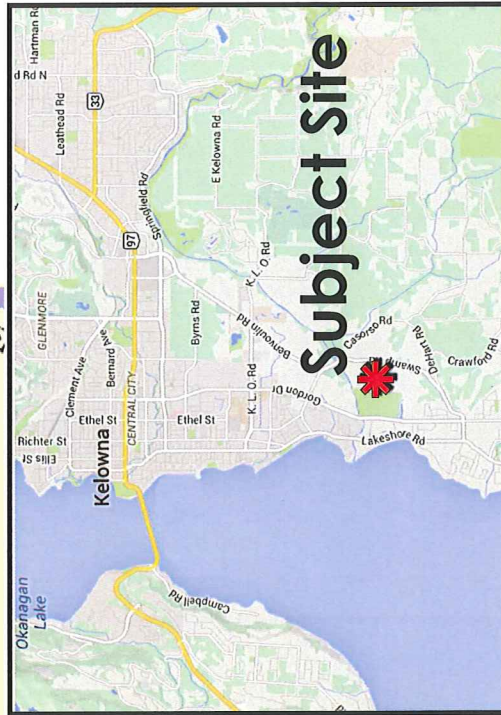 Hartman Rd
d Rd N
Leathead Rd
33
GLENMORE
Springfield Rd
E Kelowna Rd
97
Clement Ave
Bernard Ave
Byrns Rd
K. L. O. Rd
Benvoulin Rd
Subject Site
Richter St
Ellis St
Ethel St
CENTRAL CITY
Kelowna
Ethel St
K.L.O. Rd
Gordon Dr
Casorso Rd
Swamp Rd
DeHart Rd
Crawford Rd
Lakeshore Rd
Okanagan
Lake
Campbell Rd